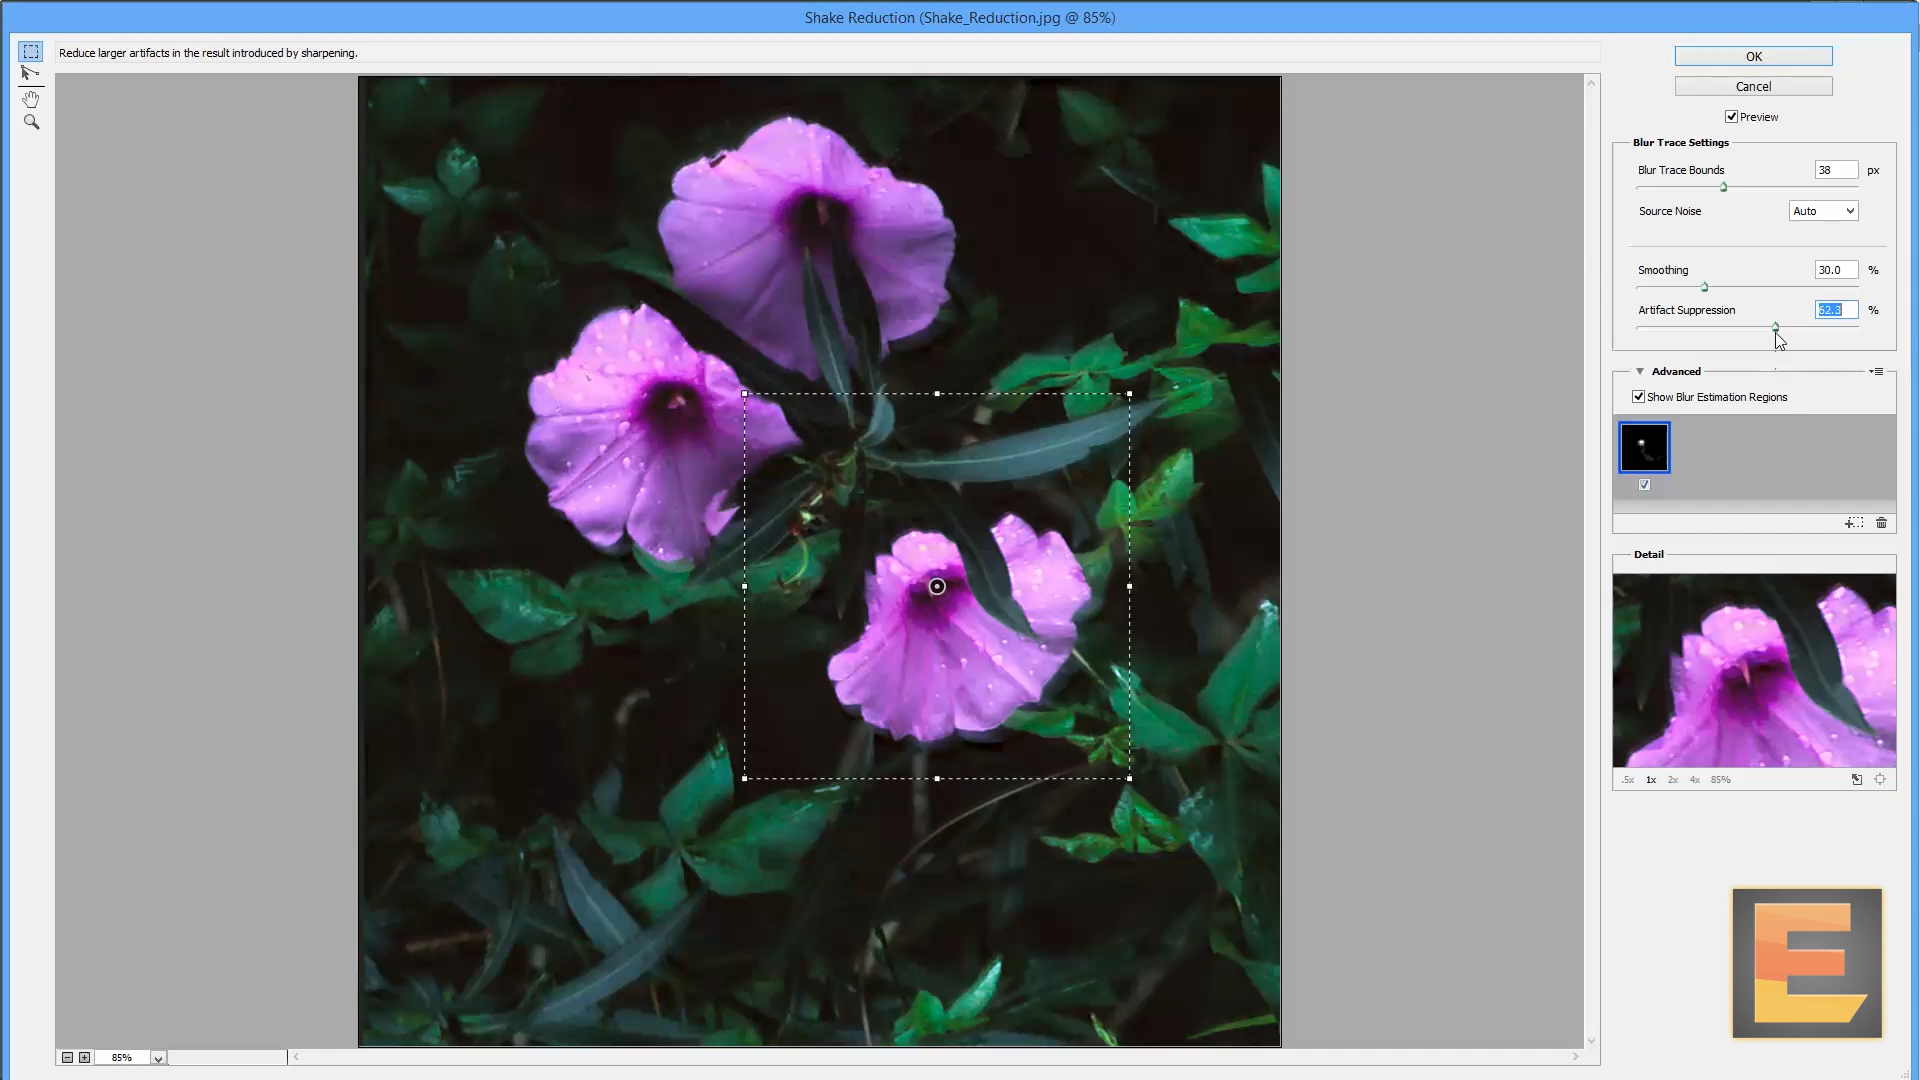 Shake Reduction (Shake_Reduction.jpg @ 85%)
Reduce larger artifacts in the result introduced by sharpening.
OK
Cancel
Preview
Blur Trace Settings
Blur Trace Bounds 38 px
Source Noise Auto
Smoothing 30.0 %
Artifact Suppression 62.3 %
Advanced
Show Blur Estimation Regions
Detail
.5x 1x 2x 4x 85%
85%
E